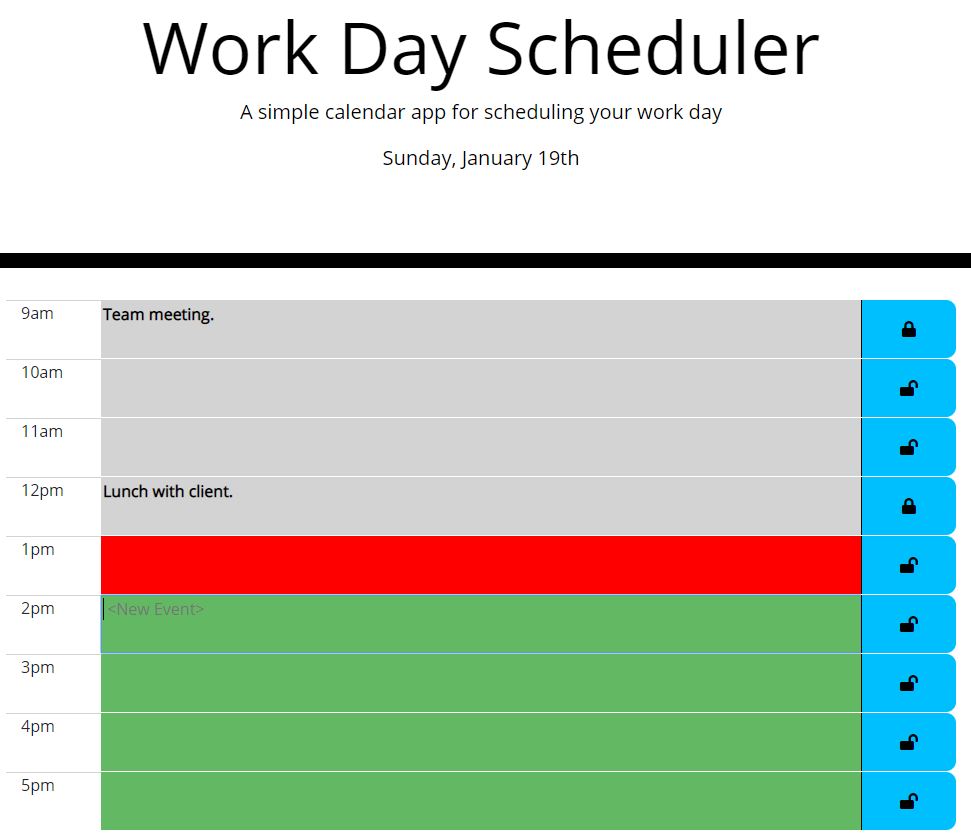 Work Day Scheduler
A simple calendar app for scheduling your work day
Sunday, January 19th
9am Team meeting.
10am
11am
12pm Lunch with client.
1pm
2pm <New Event>
3pm
4pm
5pm